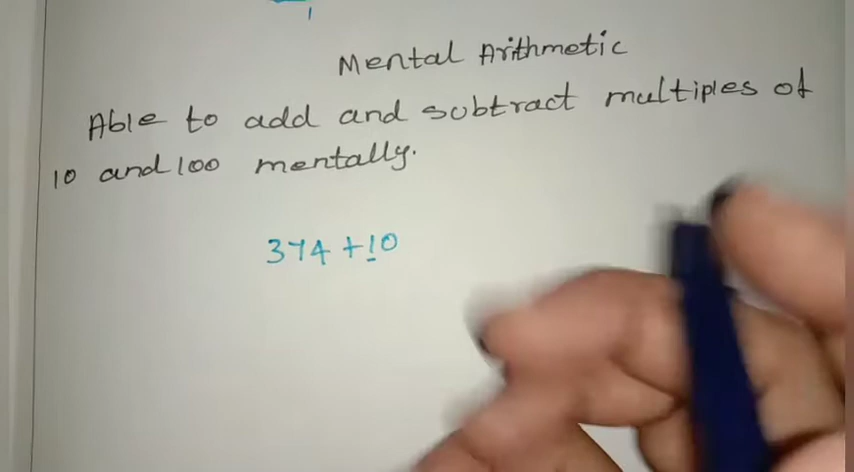 Mental Arithmetic
Able to add and subtract multiples of
10 and 100 mentally.
374 + 10